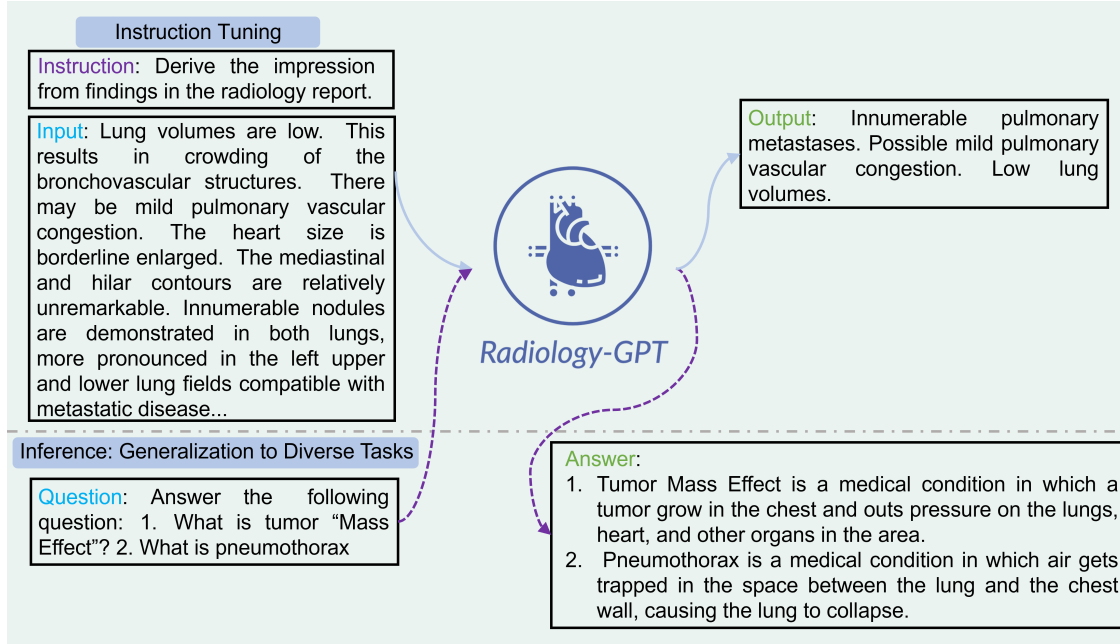 Instruction Tuning
Instruction: Derive the impression
from findings in the radiology report.
Input: Lung volumes are low. This
results in crowding of the
bronchovascular structures. There
may be mild pulmonary vascular
congestion. The heart size is
borderline enlarged. The mediastinal
and hilar contours are relatively
unremarkable. Innumerable nodules
are demonstrated in both lungs,
more pronounced in the left upper
and lower lung fields compatible with
metastatic disease...
Radiology-GPT
Output: Innumerable pulmonary
metastases. Possible mild pulmonary
vascular congestion. Low lung
volumes.
Inference: Generalization to Diverse Tasks
Question: Answer the following
question: 1. What is tumor “Mass
Effect”? 2. What is pneumothorax
Answer:
1. Tumor Mass Effect is a medical condition in which a
tumor grow in the chest and outs pressure on the lungs,
heart, and other organs in the area.
2. Pneumothorax is a medical condition in which air gets
trapped in the space between the lung and the chest
wall, causing the lung to collapse.